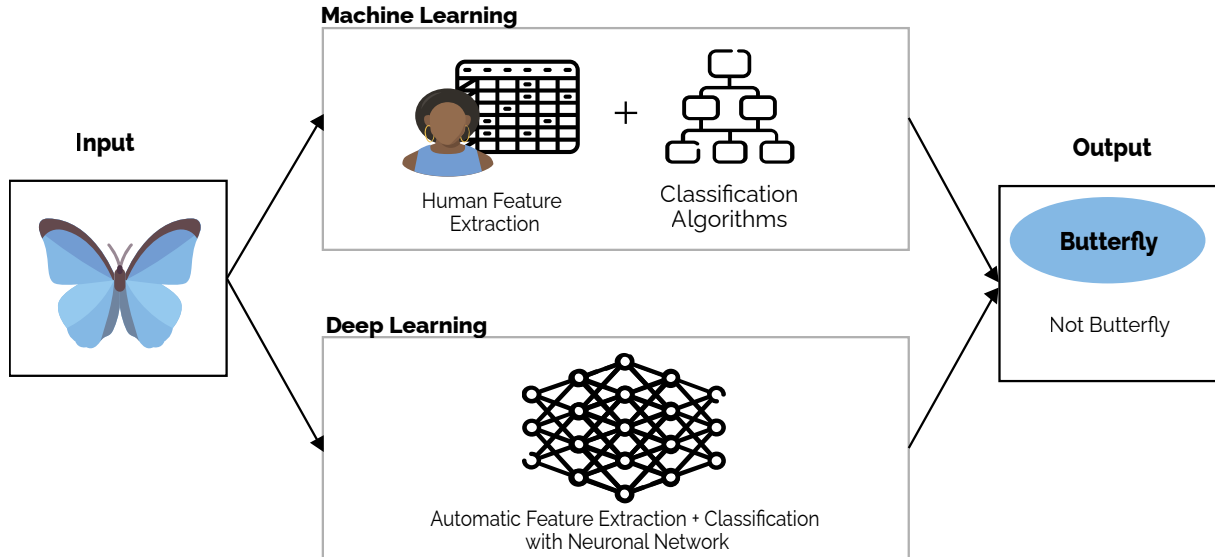 Machine Learning
Input
Human Feature
Extraction
+
Classification
Algorithms
Output
Butterfly
Not Butterfly
Deep Learning
Automatic Feature Extraction + Classification
with Neuronal Network